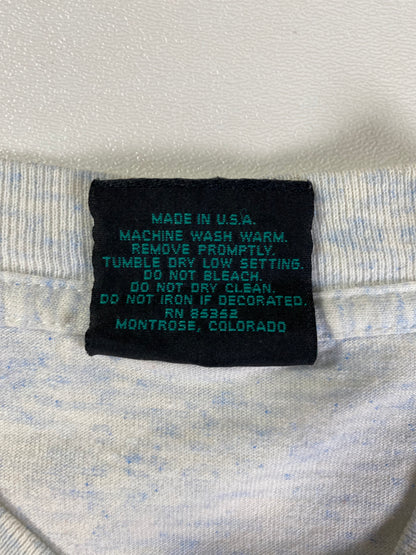 MADE IN U.S.A.
MACHINE WASH WARM.
REMOVE PROMPTLY.
TUMBLE DRY LOW SETTING.
DO NOT BLEACH.
DO NOT DRY CLEAN.
DO NOT IRON IF DECORATED.
RN 85352
MONTROSE, COLORADO